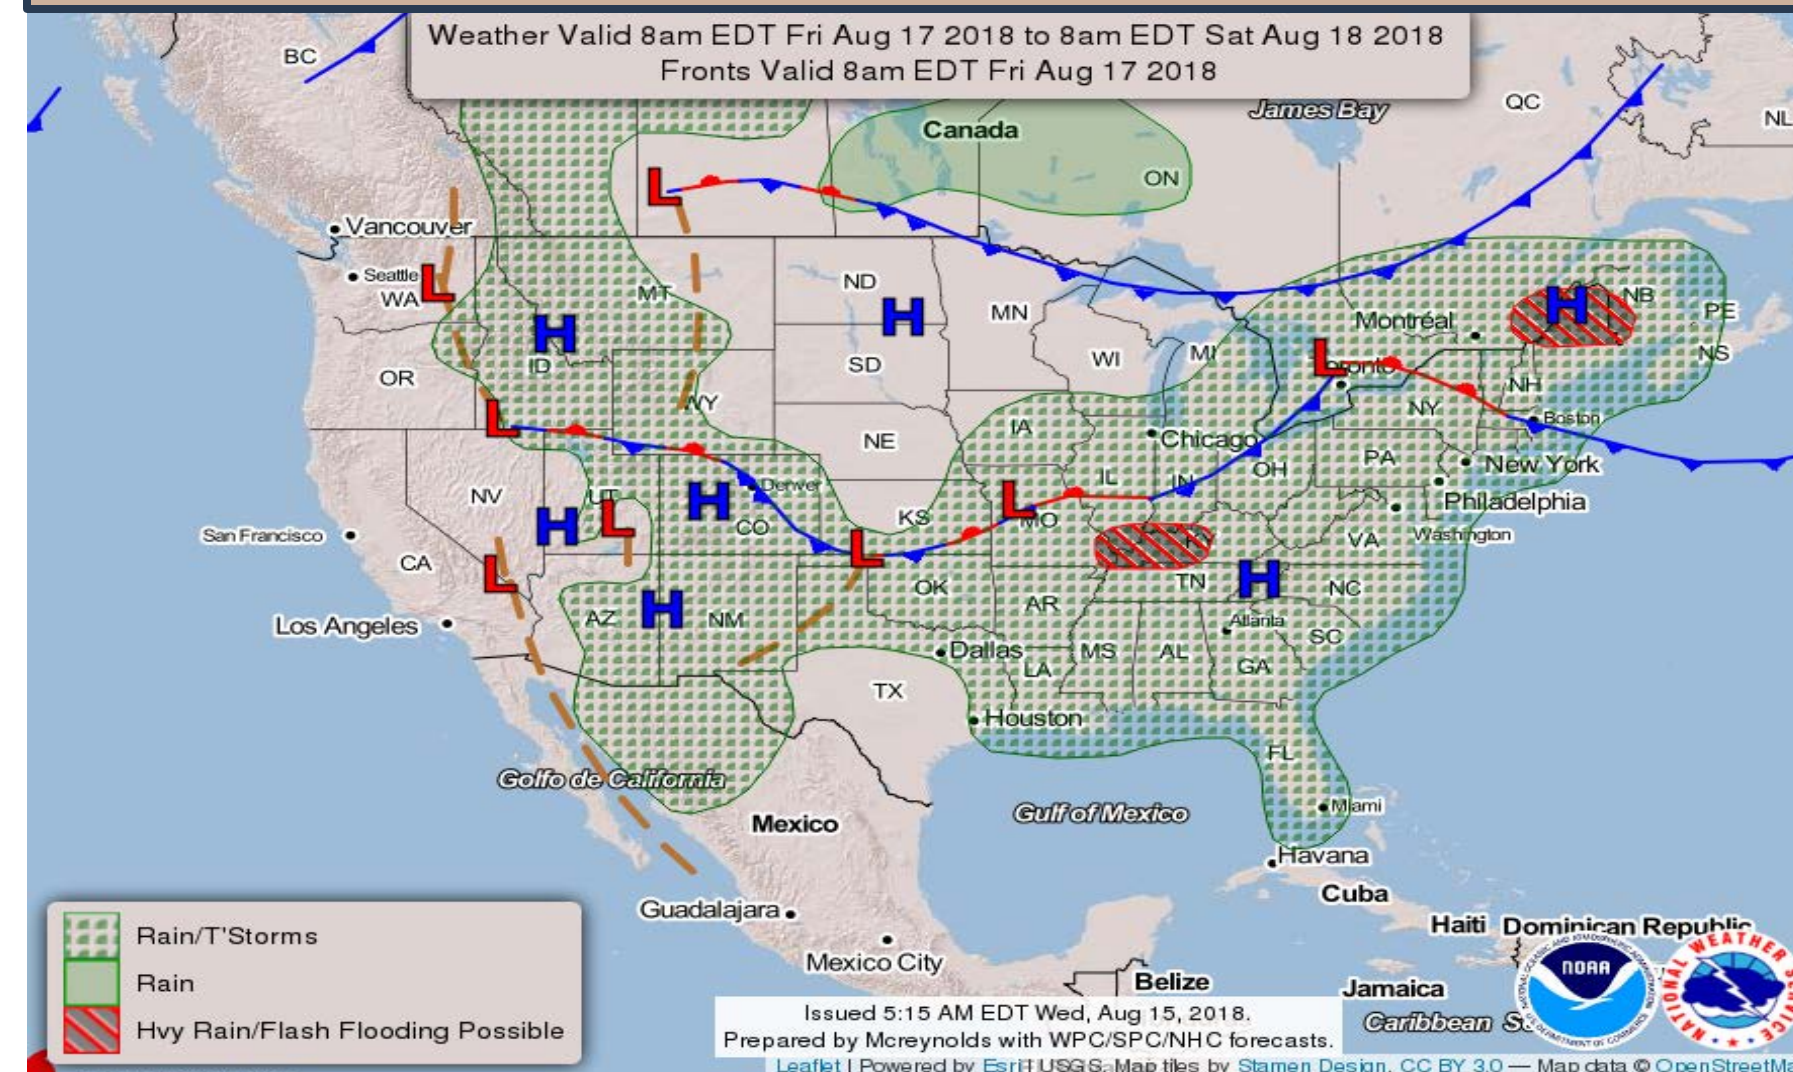 Weather Valid 8am EDT Fri Aug 17 2018 to 8am EDT Sat Aug 18 2018
Fronts Valid 8am EDT Fri Aug 17 2018
BC
James Bay
QC
NL
Canada
ON
L
Vancouver
Seattle
WA
L
MT
ND
H
MN
Montréal
H
NB
PE
NS
H
ID
OR
SD
WI
MI
L
Toronto
NH
WY
NY
Boston
L
NE
IA
Chicago
PA
New York
IL
IN
OH
Philadelphia
NV
UT
H
Denver
CO
KS
L
MO
VA
Washington
San Francisco
H
L
CA
L
L
OK
AR
TN
H
NC
Los Angeles
AZ
H
NM
Atlanta
SC
Dallas
LA
MS
AL
GA
TX
Houston
FL
Golfo de California
Miami
Mexico
Gulf of Mexico
Havana
Cuba
Guadalajara
Haiti
Dominican Republic
Mexico City
Belize
Jamaica
Caribbean
NOAA
Rain/T'Storms
Rain
Hvy Rain/Flash Flooding Possible
Issued 5:15 AM EDT Wed, Aug 15, 2018.
Prepared by Mcreynolds with WPC/SPC/NHC forecasts.
Leaflet | Powered by Esri | USGS, Map tiles by Stamen Design, CC BY 3.0 — Map data © OpenStreetMa